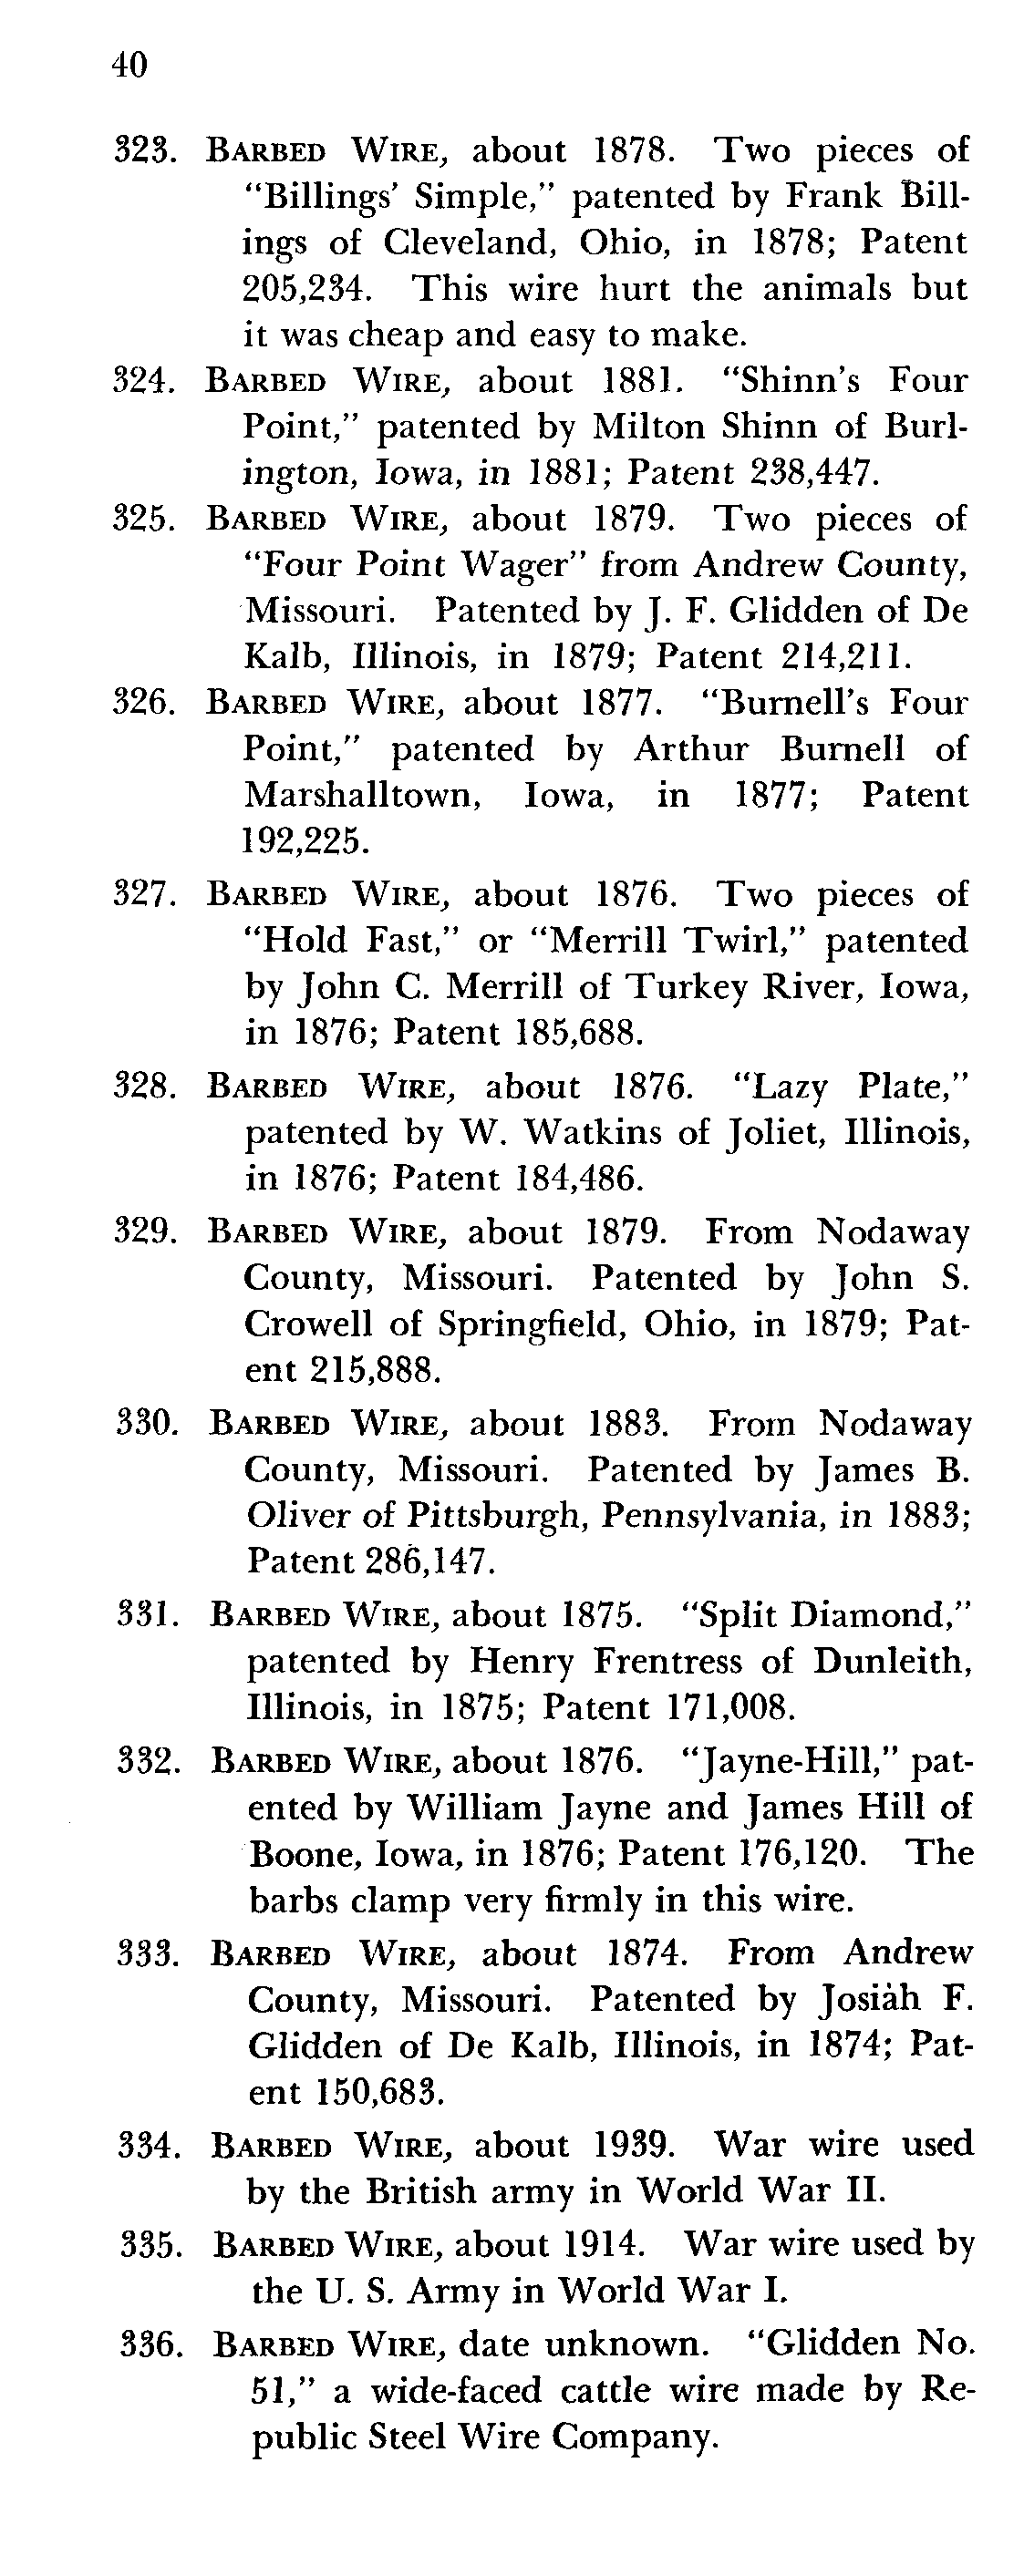 40
323. BARBED WIRE, about 1878. Two pieces of
"Billings' Simple," patented by Frank Bill-
ings of Cleveland, Ohio, in 1878; Patent
205,234. This wire hurt the animals but
it was cheap and easy to make.
324. BARBED WIRE, about 1881. "Shinn's Four
Point," patented by Milton Shinn of Burl-
ington, Iowa, in 1881; Patent 238,447.
325. BARBED WIRE, about 1879. Two pieces of
"Four Point Wager" from Andrew County,
Missouri. Patented by J. F. Glidden of De
Kalb, Illinois, in 1879; Patent 214,211.
326. BARBED WIRE, about 1877. "Burnell's Four
Point," patented by Arthur Burnell of
Marshalltown, Iowa, in 1877; Patent
192,225.
327. BARBED WIRE, about 1876. Two pieces of
"Hold Fast," or "Merrill Twirl," patented
by John C. Merrill of Turkey River, Iowa,
in 1876; Patent 185,688.
328. BARBED WIRE, about 1876. "Lazy Plate,"
patented by W. Watkins of Joliet, Illinois,
in 1876; Patent 184,486.
329. BARBED WIRE, about 1879. From Nodaway
County, Missouri. Patented by John S.
Crowell of Springfield, Ohio, in 1879; Pat-
ent 215,888.
330. BARBED WIRE, about 1883. From Nodaway
County, Missouri. Patented by James B.
Oliver of Pittsburgh, Pennsylvania, in 1883;
Patent 286,147.
331. BARBED WIRE, about 1875. "Split Diamond,"
patented by Henry Frentress of Dunleith,
Illinois, in 1875; Patent 171,008.
332. BARBED WIRE, about 1876. "Jayne-Hill," pat-
ented by William Jayne and James Hill of
Boone, Iowa, in 1876; Patent 176,120. The
barbs clamp very firmly in this wire.
333. BARBED WIRE, about 1874. From Andrew
County, Missouri. Patented by Josiah F.
Glidden of De Kalb, Illinois, in 1874; Pat-
ent 150,683.
334. BARBED WIRE, about 1939. War wire used
by the British army in World War II.
335. BARBED WIRE, about 1914. War wire used by
the U. S. Army in World War I.
336. BARBED WIRE, date unknown. "Glidden No.
51," a wide-faced cattle wire made by Re-
public Steel Wire Company.